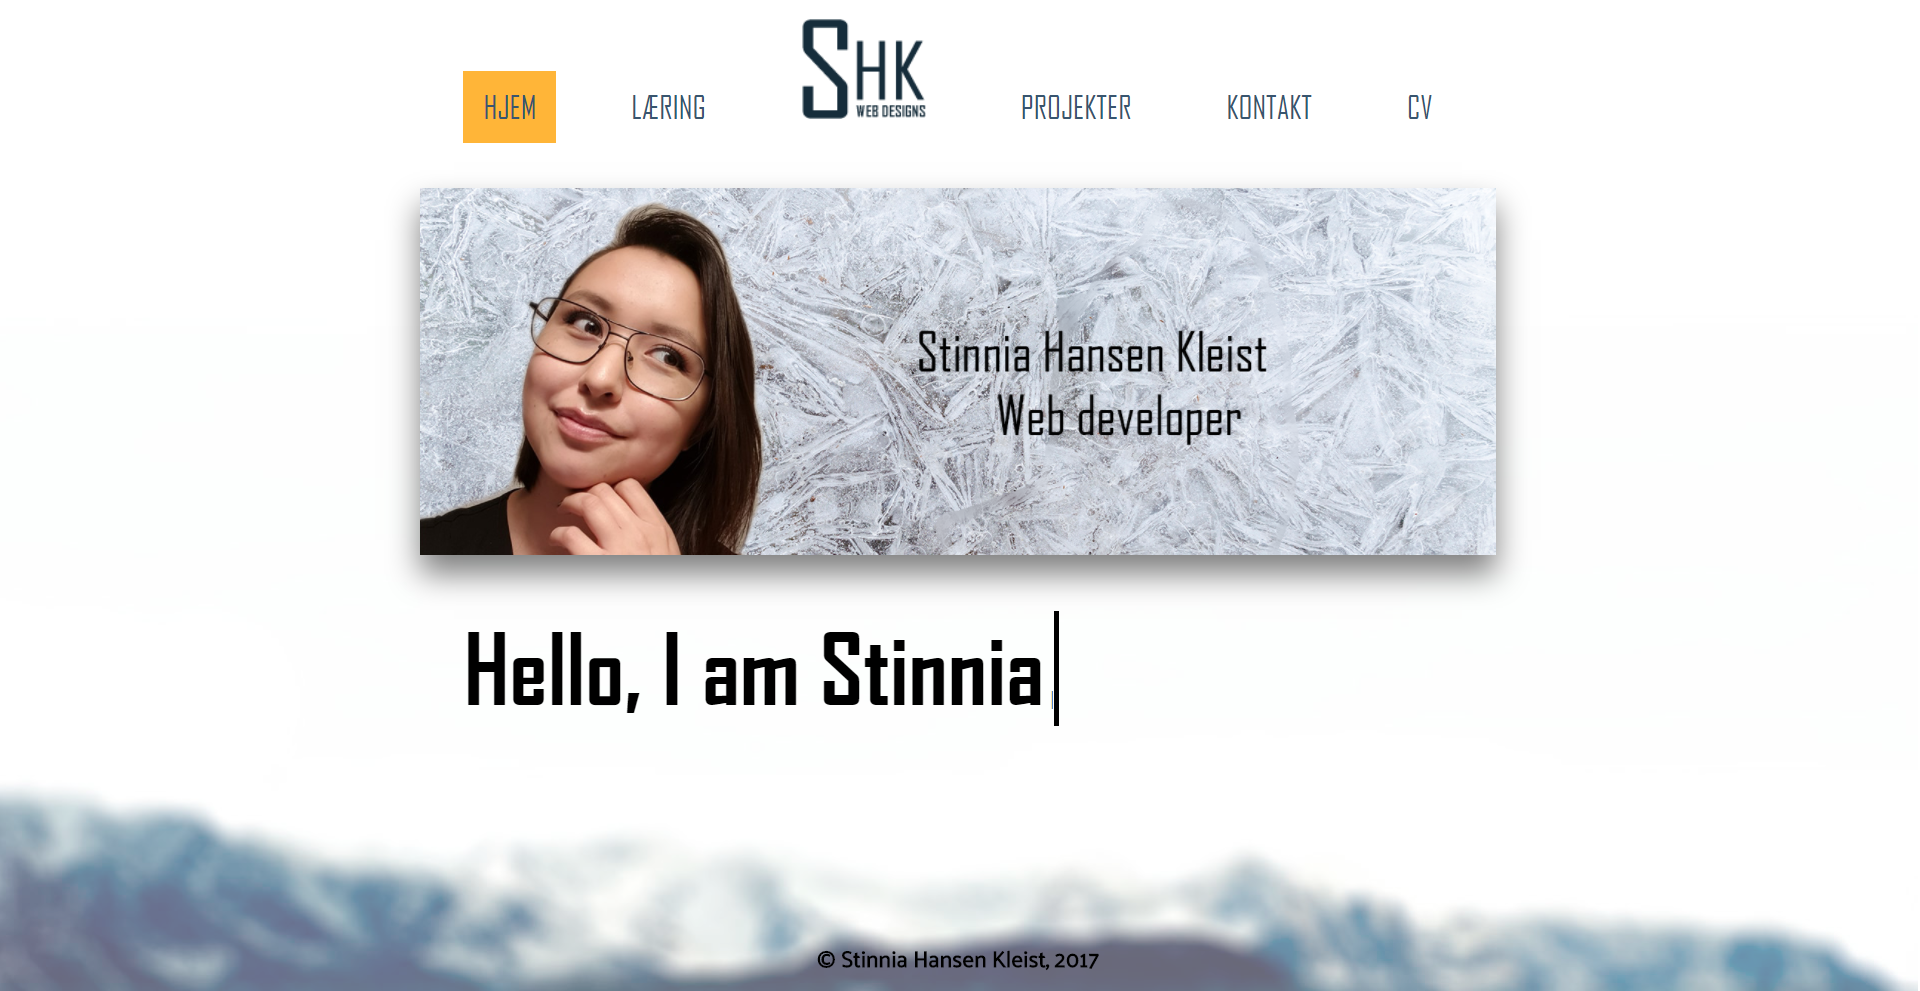 HJEM
LÆRING
SHK
WEB DESIGNS
PROJEKTER
KONTAKT
CV
Stinnia Hansen Kleist
Web developer
Hello, I am Stinnia
© Stinnia Hansen Kleist, 2017